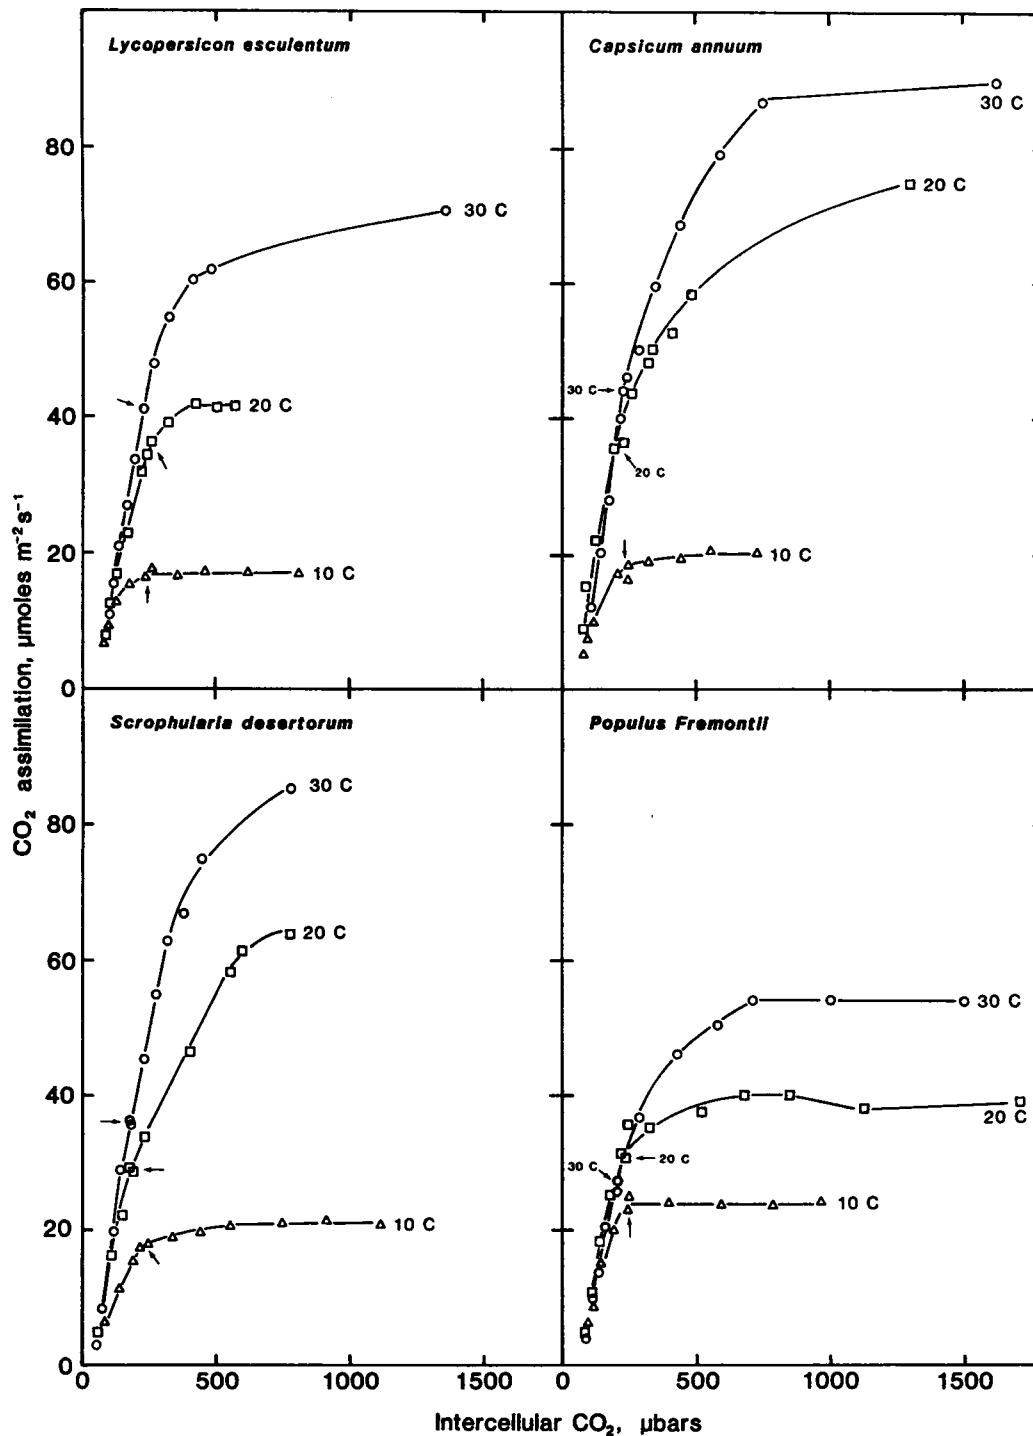 Lycopersicon esculentum
Capsicum annuum
30 C
20 C
10 C
30 C
20 C
30 C
20 C
10 C
80
60
40
20
0
CO₂ assimilation, μmoles m⁻² s⁻¹
Scrophularia desertorum
Populus Fremontii
30 C
20 C
10 C
30 C
20 C
30 C
20 C
10 C
80
60
40
20
0
0 500 1000 1500
0 500 1000 1500
Intercellular CO₂, μbars